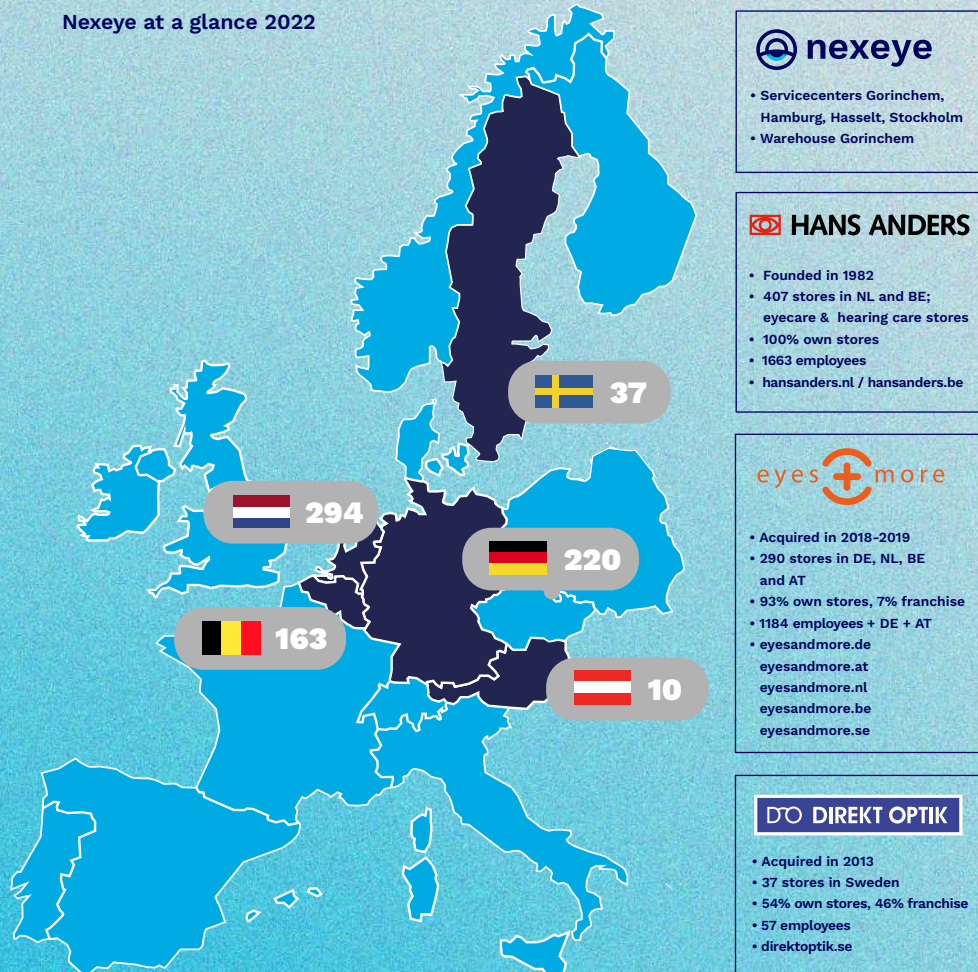 Nexeye at a glance 2022
37
294
220
163
10
nexeye
• Servicecenters Gorinchem,
Hamburg, Hasselt, Stockholm
• Warehouse Gorinchem
HANS ANDERS
• Founded in 1982
• 407 stores in NL and BE;
eyecare & hearing care stores
• 100% own stores
• 1663 employees
• hansanders.nl / hansanders.be
eyes + more
• Acquired in 2018-2019
• 290 stores in DE, NL, BE
and AT
• 93% own stores, 7% franchise
• 1184 employees + DE + AT
• eyesandmore.de
eyesandmore.at
eyesandmore.nl
eyesandmore.be
eyesandmore.se
DO DIREKT OPTIK
• Acquired in 2013
• 37 stores in Sweden
• 54% own stores, 46% franchise
• 57 employees
• direktoptik.se